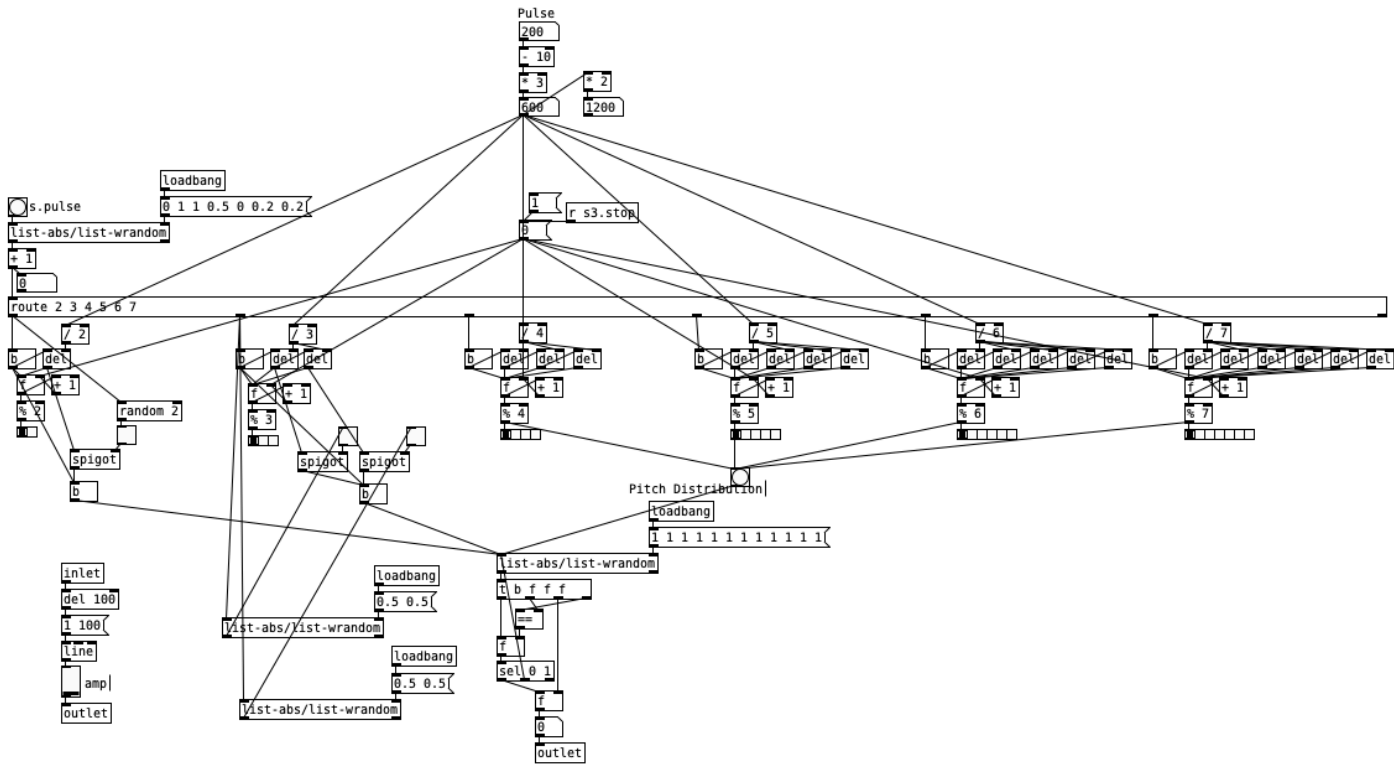 Pulse
200
- 10
* 3
* 2
600
1200
loadbang
s.pulse
0 1 1 0.5 0 0.2 0.2
1
r s3.stop
0
list-abs/list-wrandom
+ 1
0
route 2 3 4 5 6 7
/ 2
/ 3
/ 4
/ 5
/ 6
/ 7
b del
b del del
b del del del
b del del del del
b del del del del del
b del del del del del del
f + 1
f + 1
f + 1
f + 1
f + 1
f + 1
% 2
random 2
% 3
% 4
% 5
% 6
% 7
spigot
spigot
spigot
b
b
Pitch Distribution
loadbang
1 1 1 1 1 1 1 1 1 1 1 1
list-abs/list-wrandom
inlet
loadbang
del 100
0.5 0.5
t b f f f
1 100
list-abs/list-wrandom
==
line
f
loadbang
sel 0 1
amp
0.5 0.5
f
outlet
list-abs/list-wrandom
0
outlet